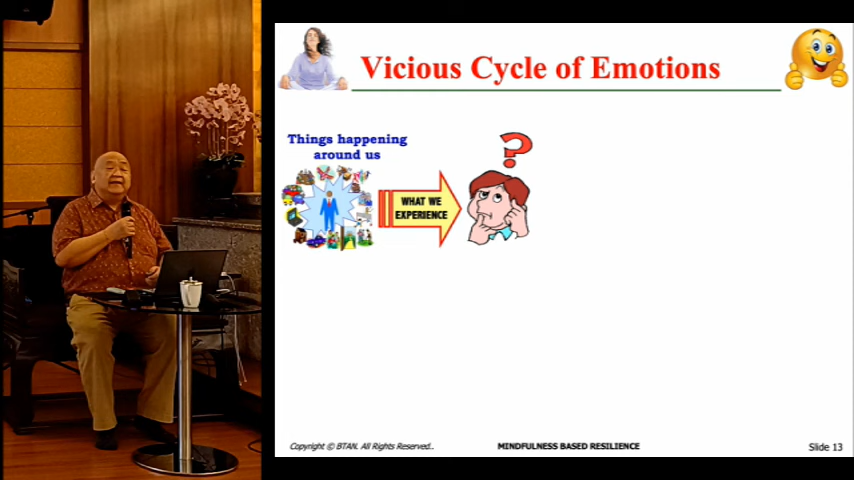 Vicious Cycle of Emotions
Things happening
around us
WHAT WE
EXPERIENCE
?
Copyright © BTAN. All Rights Reserved..
MINDFULNESS BASED RESILIENCE
Slide 13